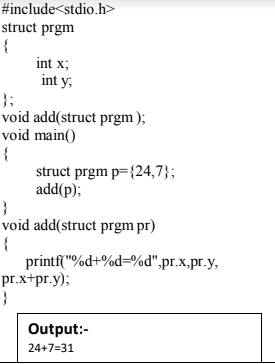 #include<stdio.h>
struct prgm
{
int x;
int y;
};
void add(struct prgm );
void main()
{
struct prgm p={24,7};
add(p);
}
void add(struct prgm pr)
{
printf("%d+%d=%d",pr.x,pr.y,
pr.x+pr.y);
}
Output:-
24+7=31